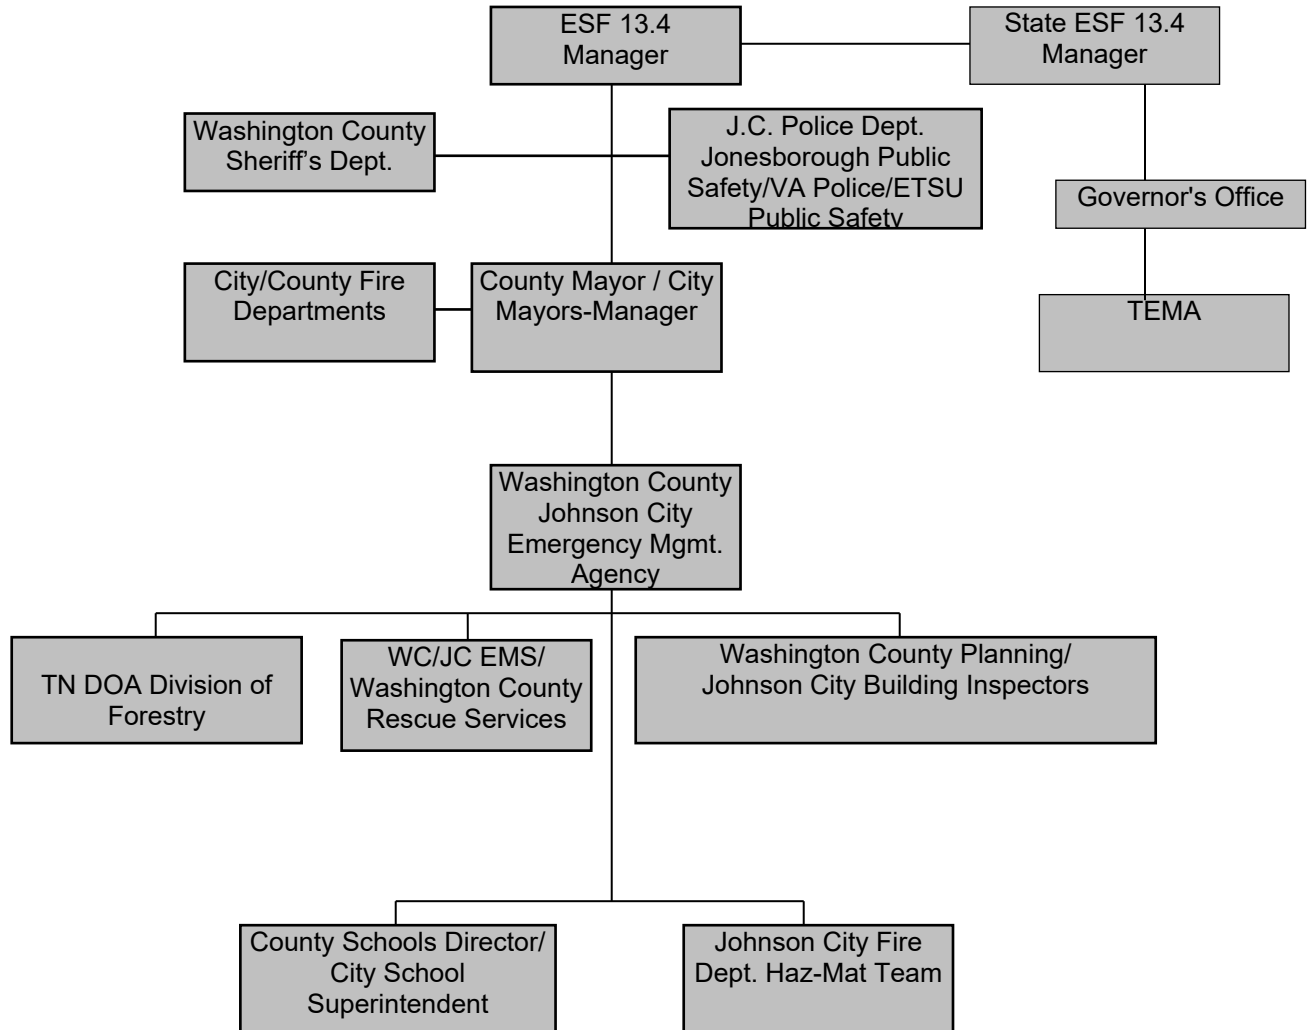 ESF 13.4
Manager
State ESF 13.4
Manager
Washington County
Sheriff’s Dept.
J.C. Police Dept.
Jonesborough Public
Safety/VA Police/ETSU
Public Safety
Governor's Office
City/County Fire
Departments
County Mayor / City
Mayors-Manager
TEMA
Washington County
Johnson City
Emergency Mgmt.
Agency
TN DOA Division of
Forestry
WC/JC EMS/
Washington County
Rescue Services
Washington County Planning/
Johnson City Building Inspectors
County Schools Director/
City School
Superintendent
Johnson City Fire
Dept. Haz-Mat Team